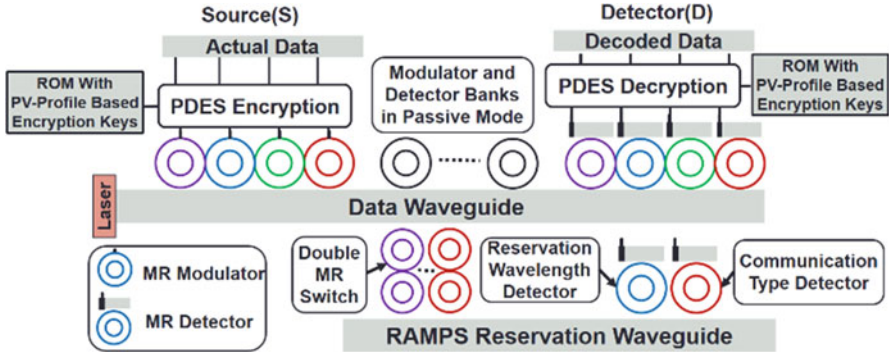 Source(S)
Detector(D)
Actual Data
Decoded Data
ROM With
PV-Profile Based
Encryption Keys
PDES Encryption
Modulator and
Detector Banks
in Passive Mode
PDES Decryption
ROM With
PV-Profile Based
Encryption Keys
Laser
Data Waveguide
MR Modulator
MR Detector
Double
MR
Switch
Reservation
Wavelength
Detector
Communication
Type Detector
RAMPS Reservation Waveguide